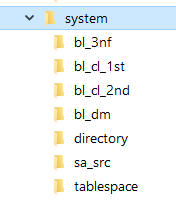 system
bl_3nf
bl_cl_1st
bl_cl_2nd
bl_dm
directory
sa_src
tablespace